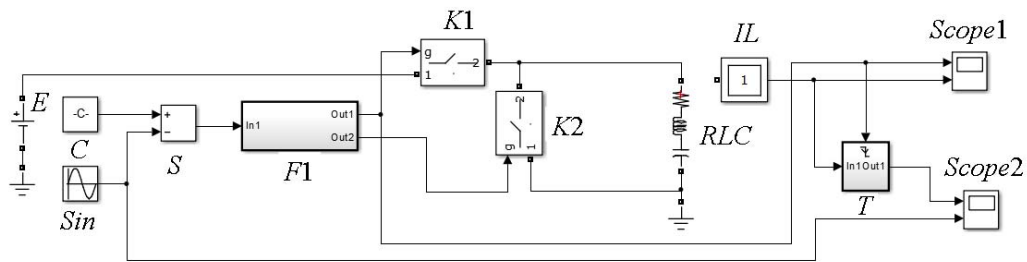 K1
IL
Scope1
g
1
2
1
E
-C-
C
+
−
S
In1
Out1
Out2
F1
g
2
1
K2
RLC
In1 Out1
T
Scope2
Sin
+